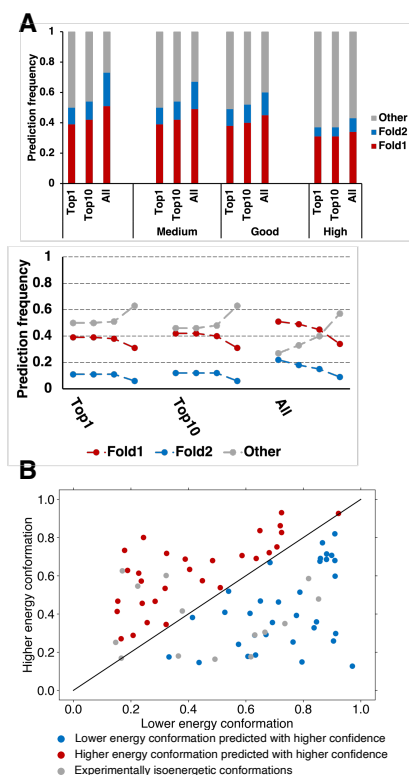 A
Prediction frequency
1
0.8
0.6
0.4
0.2
0
Other
Fold2
Fold1
Top1 Top10 All Top1 Top10 All Top1 Top10 All Top1 Top10 All
Medium Good High
Prediction frequency
1
0.8
0.6
0.4
0.2
0
Top1 Top10 All
Fold1 Fold2 Other
B
Higher energy conformation
1.0
0.8
0.6
0.4
0.2
0.0
0.0 0.2 0.4 0.6 0.8 1.0
Lower energy conformation
Lower energy conformation predicted with higher confidence
Higher energy conformation predicted with higher confidence
Experimentally isoenergetic conformations